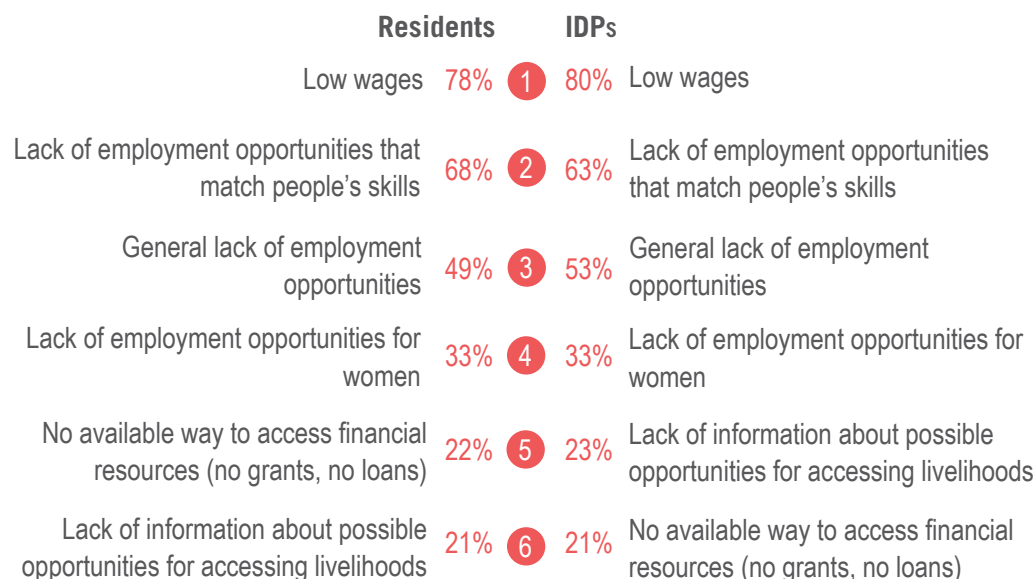 Residents IDPs
Low wages 78% 1 80% Low wages
Lack of employment opportunities that
match people's skills
68% 2 63%
Lack of employment opportunities
that match people's skills
General lack of employment
opportunities
49% 3 53%
General lack of employment
opportunities
Lack of employment opportunities for
women
33% 4 33%
Lack of employment opportunities for
women
No available way to access financial
resources (no grants, no loans)
22% 5 23%
Lack of information about possible
opportunities for accessing livelihoods
Lack of information about possible
opportunities for accessing livelihoods
21% 6 21%
No available way to access financial
resources (no grants, no loans)